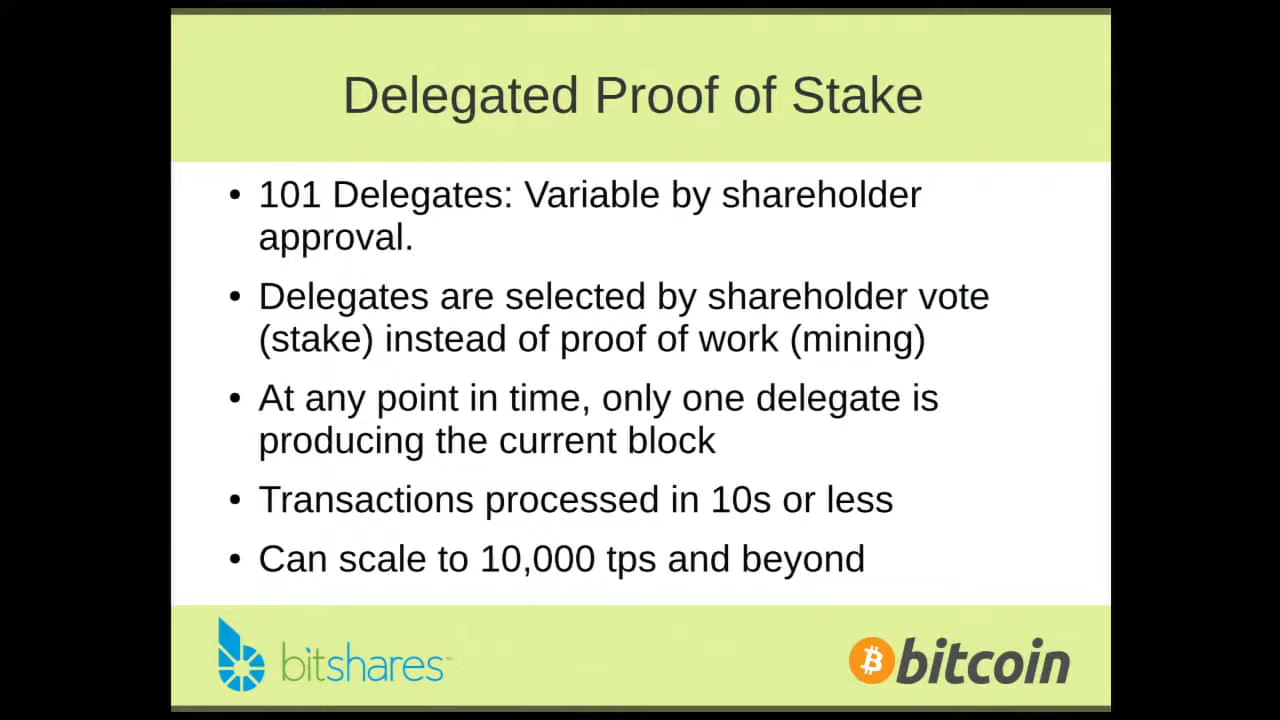 Delegated Proof of Stake
• 101 Delegates: Variable by shareholder
approval.
• Delegates are selected by shareholder vote
(stake) instead of proof of work (mining)
• At any point in time, only one delegate is
producing the current block
• Transactions processed in 10s or less
• Can scale to 10,000 tps and beyond
bitshares™
bitcoin